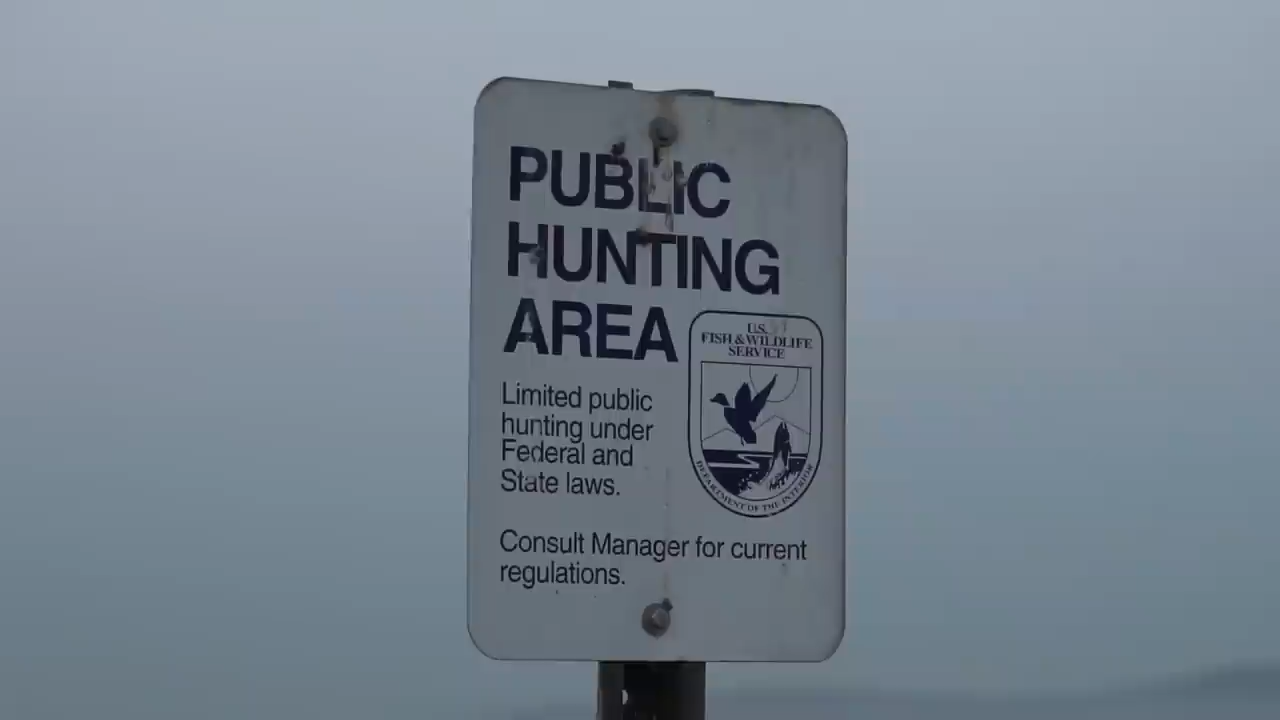 PUBLIC
HUNTING
AREA
U.S.
FISH & WILDLIFE
SERVICE
Limited public
hunting under
Federal and
State laws.
DEPARTMENT OF THE INTERIOR
Consult Manager for current
regulations.